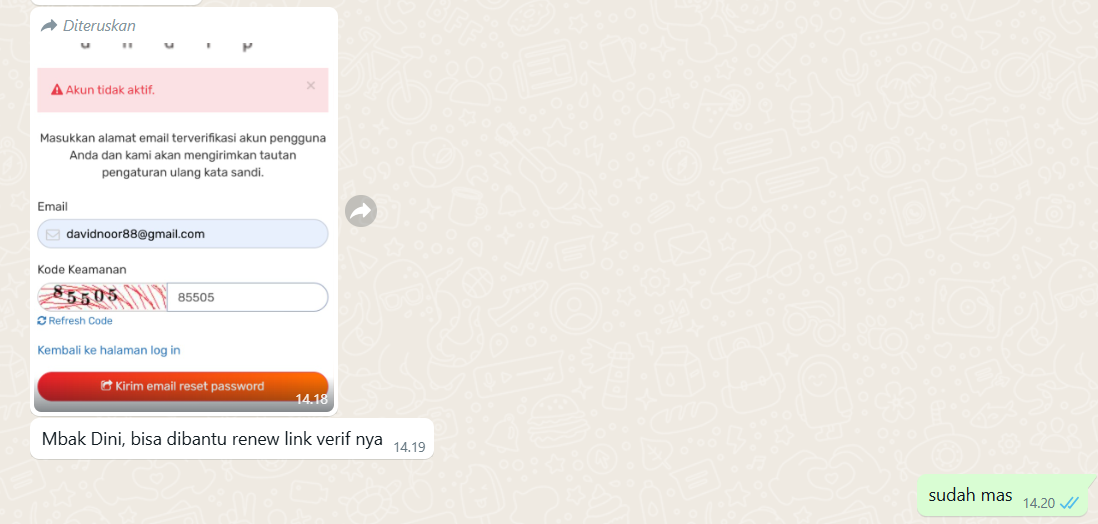 Diteruskan
Akun tidak aktif.
Masukkan alamat email terverifikasi akun pengguna
Anda dan kami akan mengirimkan tautan
pengaturan ulang kata sandi.
Email
davidnoor88@gmail.com
Kode Keamanan
85505 85505
Refresh Code
Kembali ke halaman log in
Kirim email reset password
14.18
Mbak Dini, bisa dibantu renew link verif nya 14.19
sudah mas 14.20